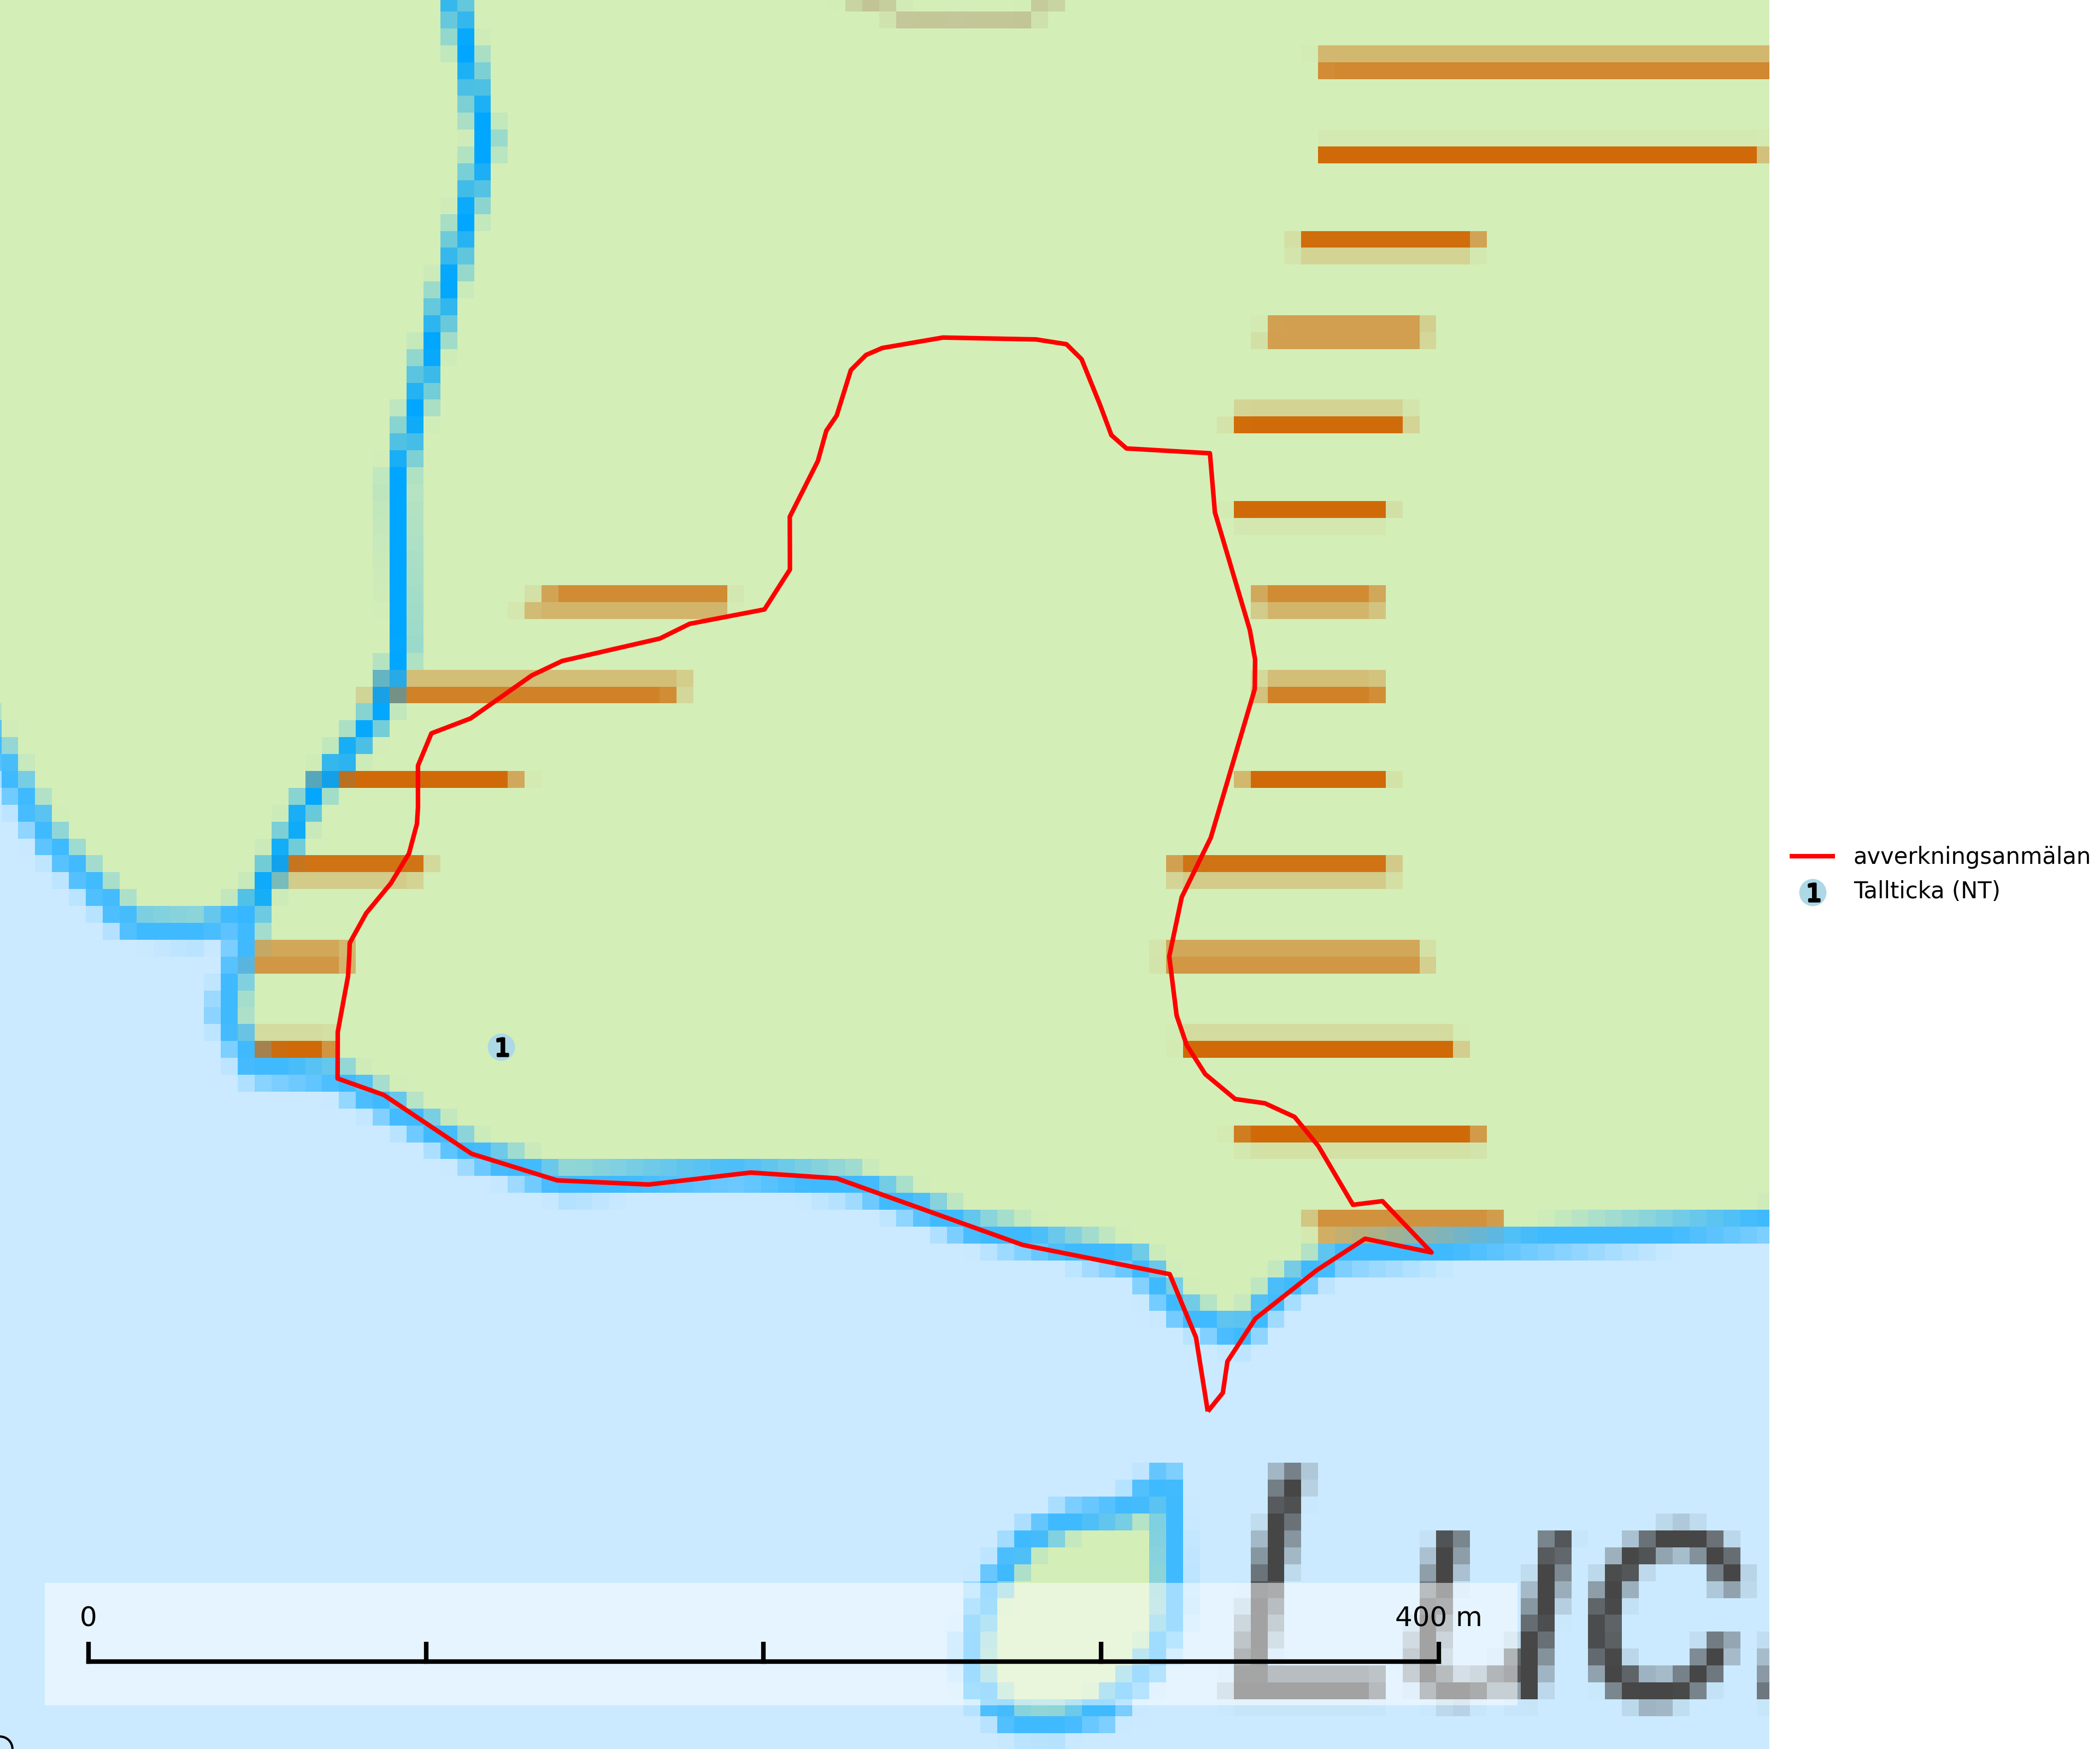 avverkningsanmälan
1 Tallticka (NT)
1
0 400 m
Luc